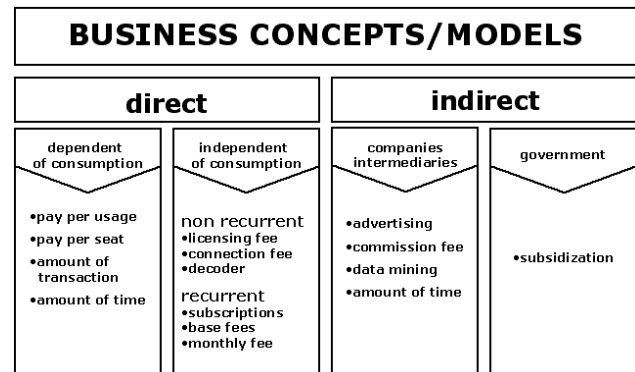 BUSINESS CONCEPTS/MODELS
direct
indirect
dependent
of consumption
•pay per usage
•pay per seat
•amount of
transaction
•amount of time
independent
of consumption
non recurrent
•licensing fee
•connection fee
•decoder
recurrent
•subscriptions
•base fees
•monthly fee
companies
intermediaries
•advertising
•commission fee
•data mining
•amount of time
government
•subsidization